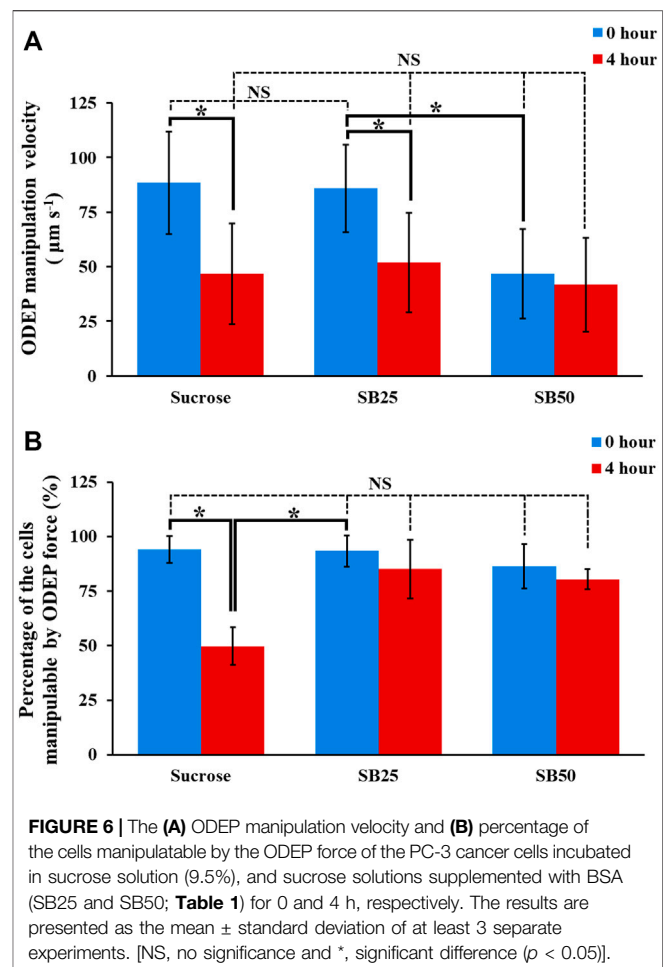 A
0 hour
4 hour
NS
NS
*
*
*
ODEP manipulation velocity
( µm s-1)
125
100
75
50
25
0
Sucrose
SB25
SB50
B
0 hour
4 hour
NS
*
*
Percentage of the cells
manipulable by ODEP force (%)
125
100
75
50
25
0
Sucrose
SB25
SB50
FIGURE 6 | The (A) ODEP manipulation velocity and (B) percentage of
the cells manipulatable by the ODEP force of the PC-3 cancer cells incubated
in sucrose solution (9.5%), and sucrose solutions supplemented with BSA
(SB25 and SB50; Table 1) for 0 and 4 h, respectively. The results are
presented as the mean ± standard deviation of at least 3 separate
experiments. [NS, no significance and *, significant difference (p < 0.05)].